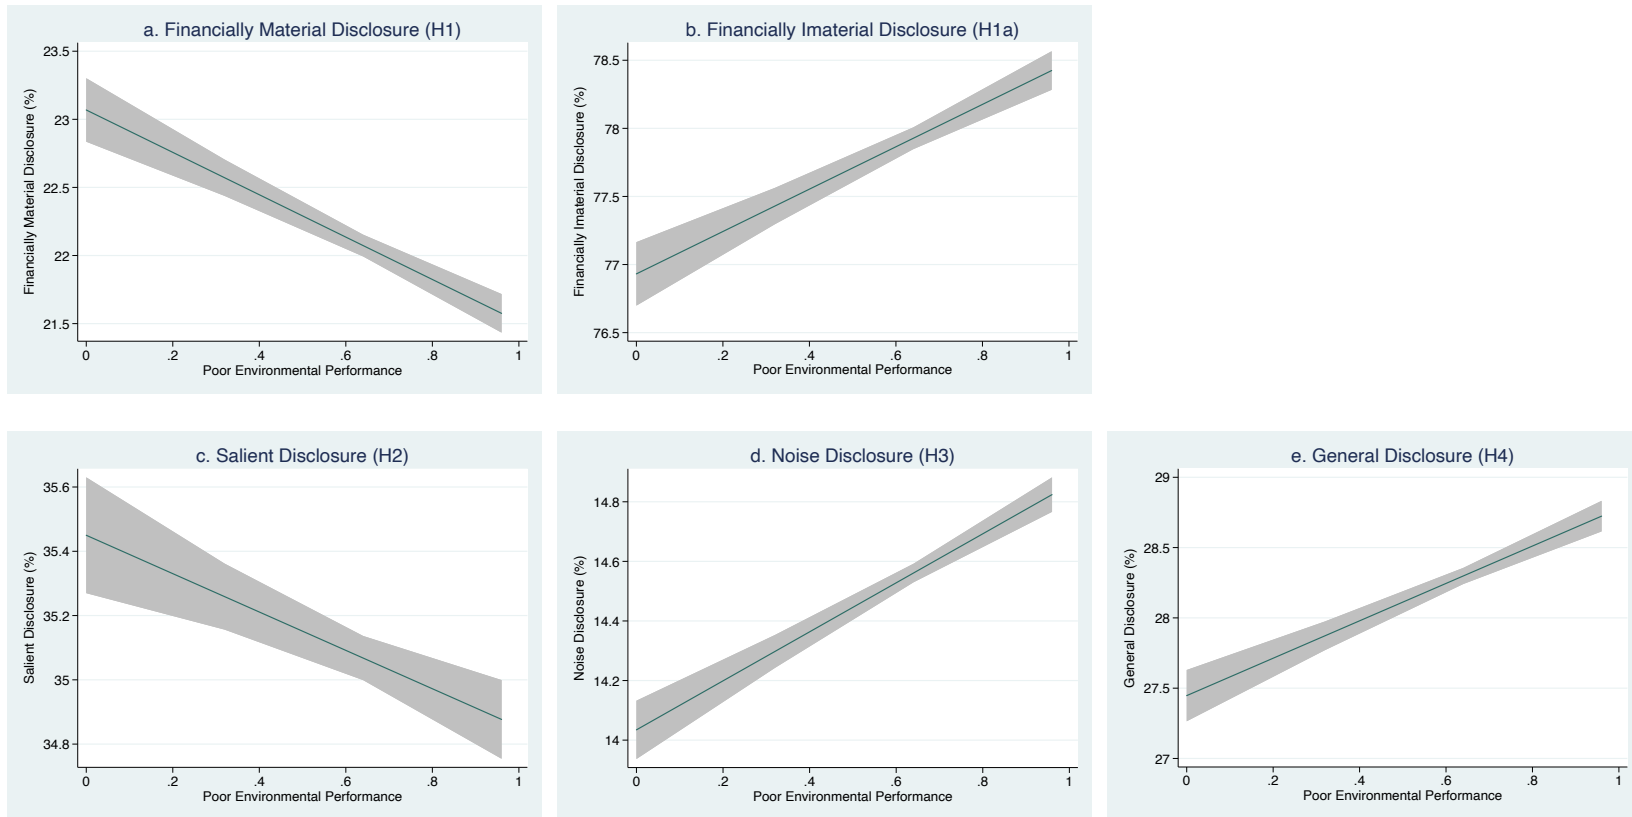 a. Financially Material Disclosure (H1)
Financially Material Disclosure (%)
23.5
23
22.5
22
21.5
0 .2 .4 .6 .8 1
Poor Environmental Performance
b. Financially Imaterial Disclosure (H1a)
Financially Imaterial Disclosure (%)
78.5
78
77.5
77
76.5
0 .2 .4 .6 .8 1
Poor Environmental Performance
c. Salient Disclosure (H2)
Salient Disclosure (%)
35.6
35.4
35.2
35
34.8
0 .2 .4 .6 .8 1
Poor Environmental Performance
d. Noise Disclosure (H3)
Noise Disclosure (%)
14.8
14.6
14.4
14.2
14
0 .2 .4 .6 .8 1
Poor Environmental Performance
e. General Disclosure (H4)
General Disclosure (%)
29
28.5
28
27.5
27
0 .2 .4 .6 .8 1
Poor Environmental Performance